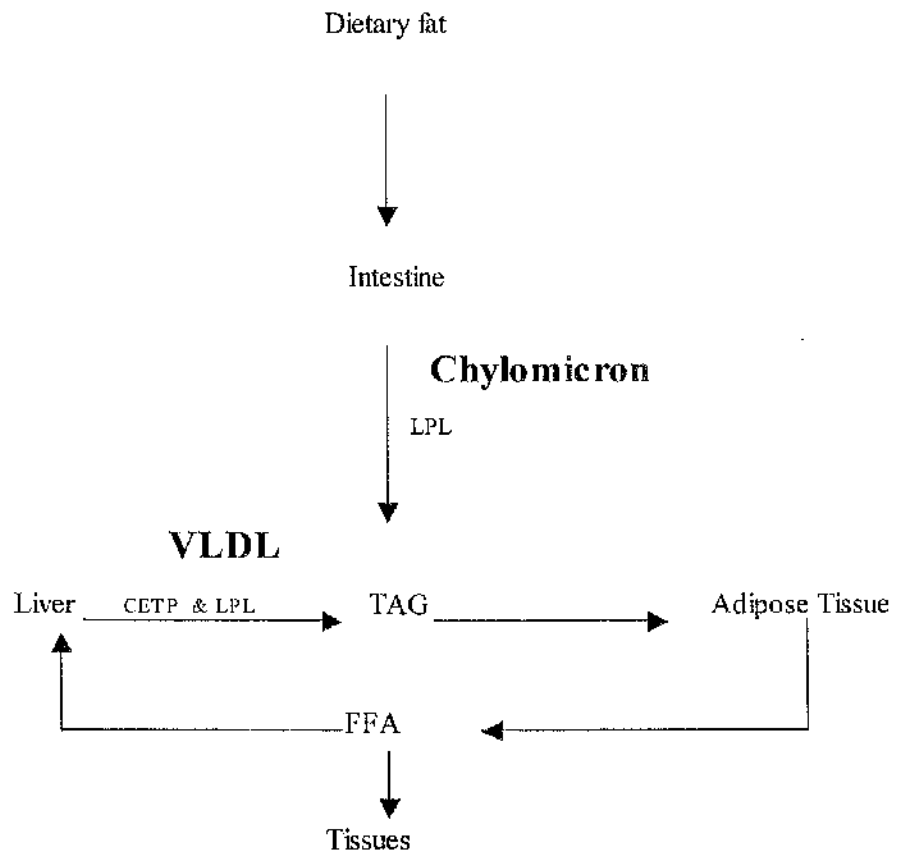 Dietary fat
Intestine
Chylomicron
LPL
VLDL
Liver CETP & LPL TAG Adipose Tissue
FFA
Tissues